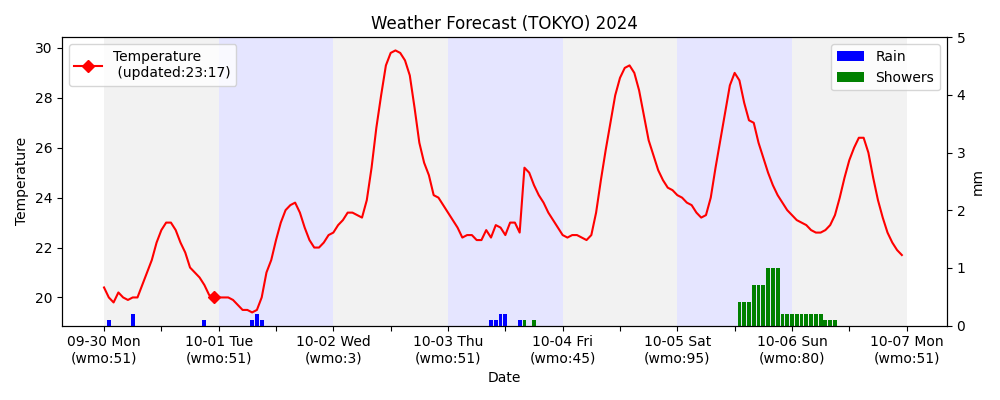 Weather Forecast (TOKYO) 2024
Temperature
(updated:23:17)
Rain
Showers
30
28
26
24
22
20
Temperature
5
4
3
2
1
0
mm
09-30 Mon 10-01 Tue 10-02 Wed 10-03 Thu 10-04 Fri 10-05 Sat 10-06 Sun 10-07 Mon
(wmo:51) (wmo:51) (wmo:3) (wmo:51) (wmo:45) (wmo:95) (wmo:80) (wmo:51)
Date